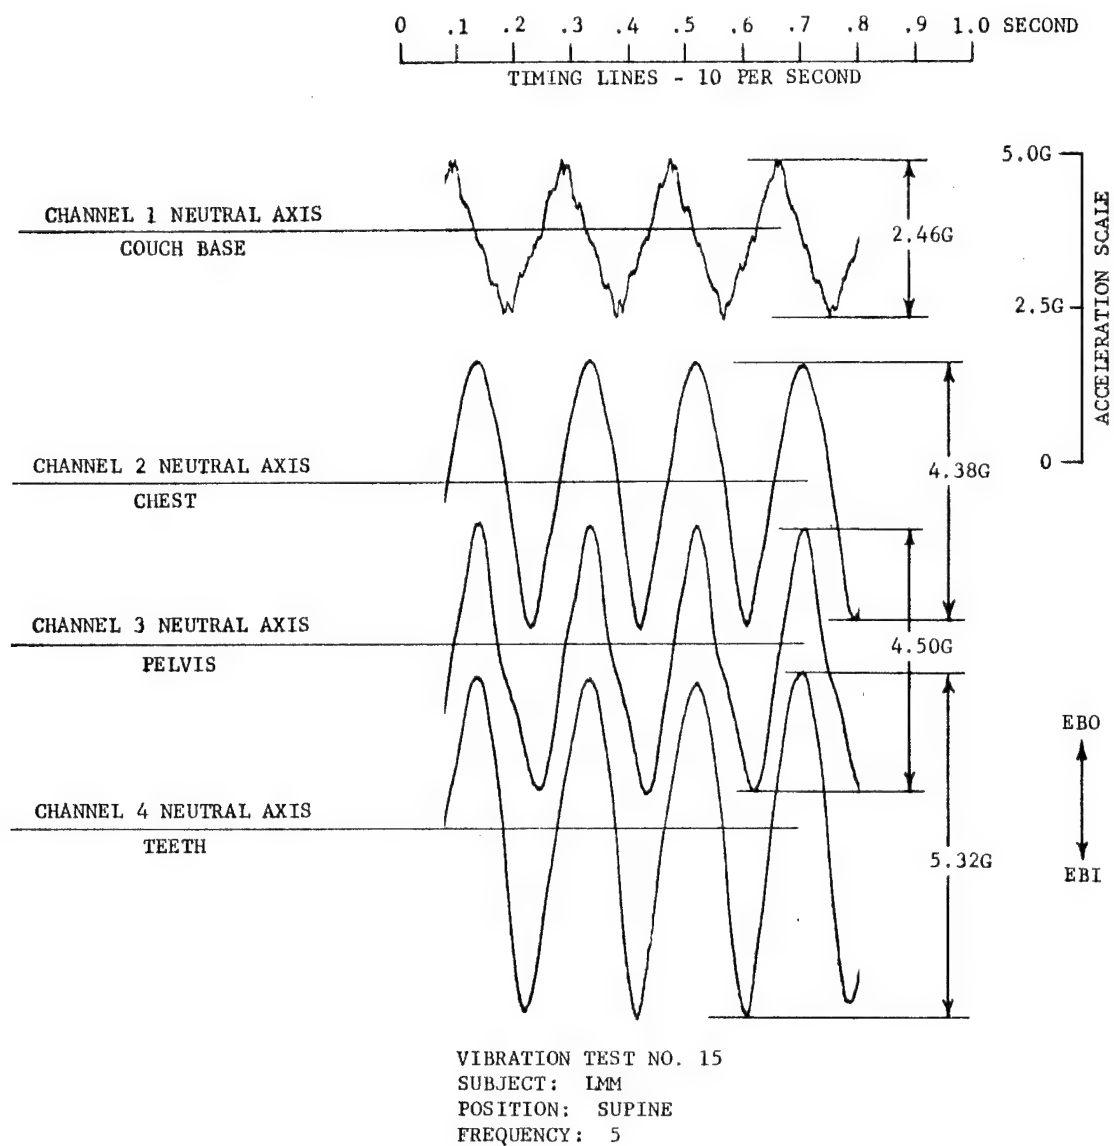 0 .1 .2 .3 .4 .5 .6 .7 .8 .9 1.0 SECOND
TIMING LINES - 10 PER SECOND
5.0G
CHANNEL 1 NEUTRAL AXIS
COUCH BASE
2.46G
2.5G
ACCELERATION SCALE
0
CHANNEL 2 NEUTRAL AXIS
CHEST
4.38G
CHANNEL 3 NEUTRAL AXIS
PELVIS
4.50G
EBO
CHANNEL 4 NEUTRAL AXIS
TEETH
5.32G
EBI
VIBRATION TEST NO. 15
SUBJECT: LMM
POSITION: SUPINE
FREQUENCY: 5